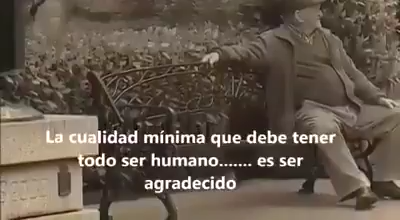 La cualidad mínima que debe tener
todo ser humano....... es ser
agradecido